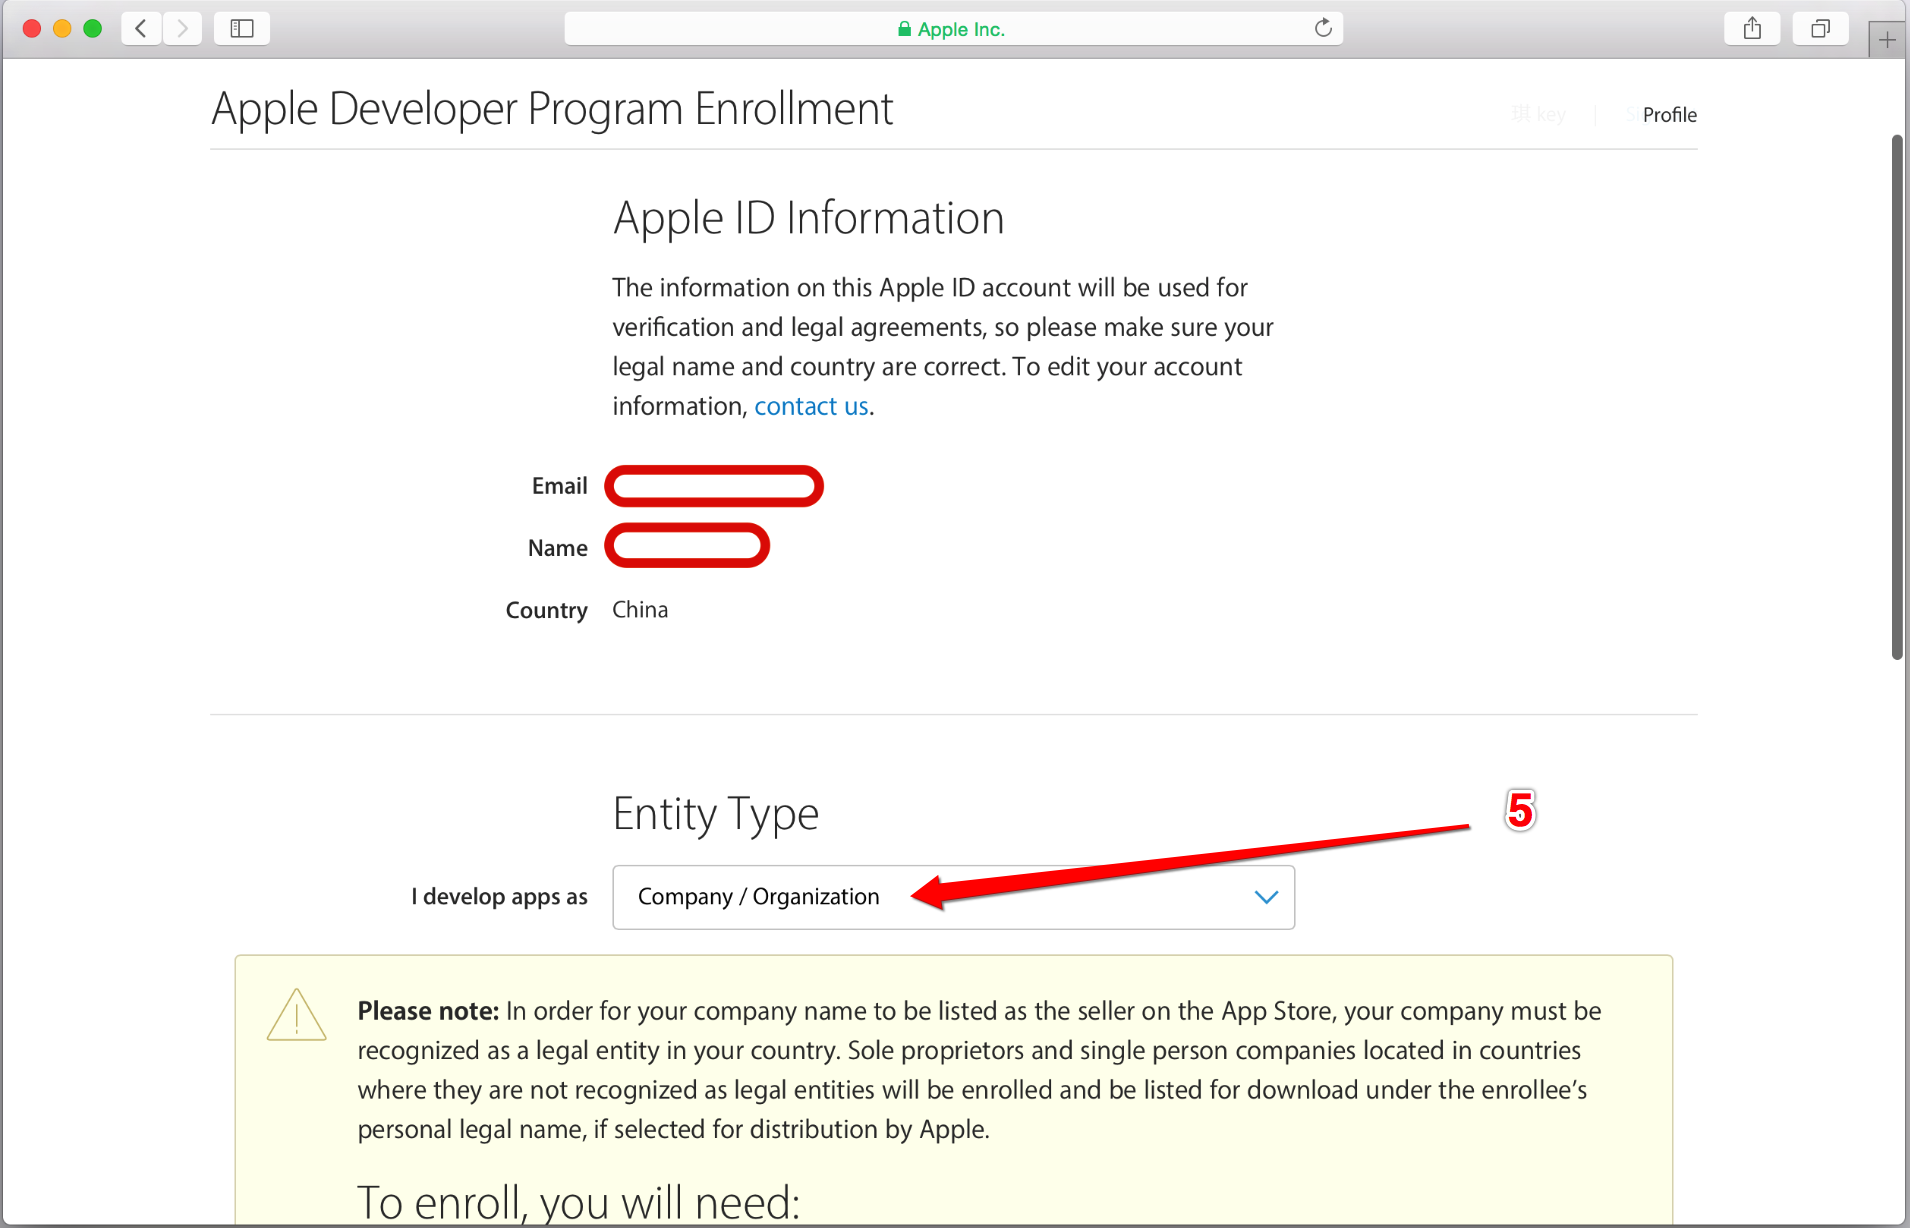 Apple Inc.
Apple Developer Program Enrollment
琪 key
Profile
Apple ID Information
The information on this Apple ID account will be used for
verification and legal agreements, so please make sure your
legal name and country are correct. To edit your account
information, contact us.
Email
Name
Country China
Entity Type
5
I develop apps as Company / Organization
Please note: In order for your company name to be listed as the seller on the App Store, your company must be
recognized as a legal entity in your country. Sole proprietors and single person companies located in countries
where they are not recognized as legal entities will be enrolled and be listed for download under the enrollee’s
personal legal name, if selected for distribution by Apple.
To enroll, you will need: